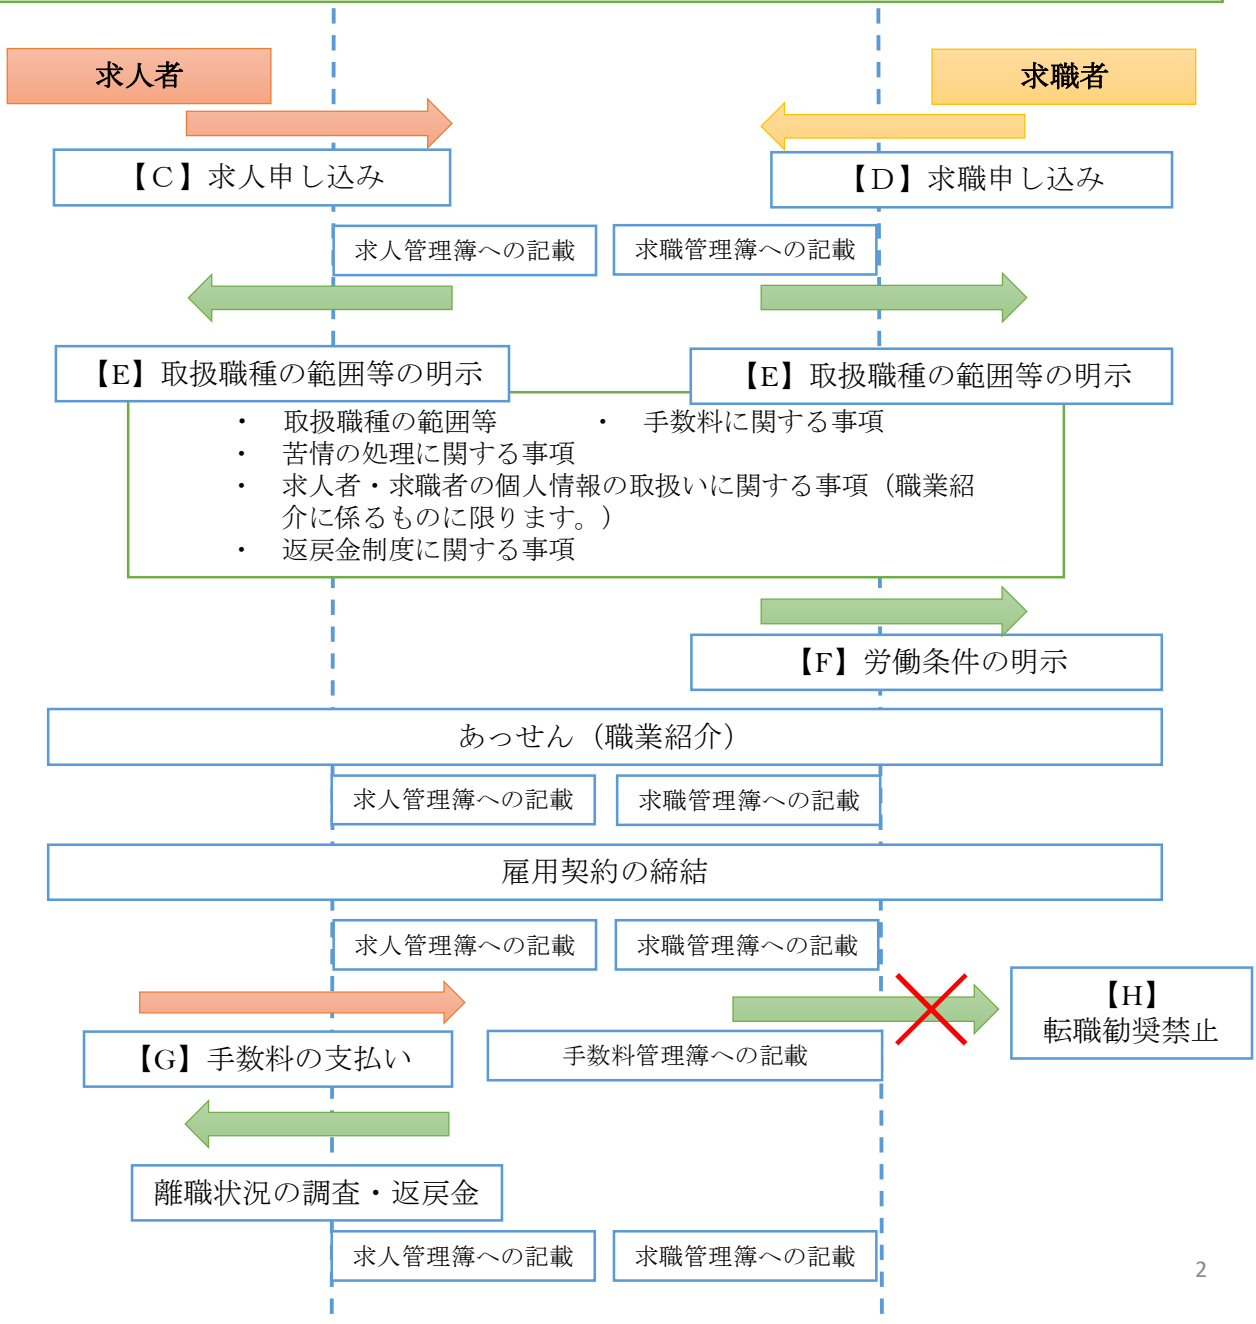 求人者
求職者
【C】求人申し込み
【D】求職申し込み
求人管理簿への記載
求職管理簿への記載
【E】取扱職種の範囲等の明示
【E】取扱職種の範囲等の明示
・ 取扱職種の範囲等 ・ 手数料に関する事項
・ 苦情の処理に関する事項
・ 求人者・求職者の個人情報の取扱いに関する事項（職業紹
介に係るものに限ります。）
・ 返戻金制度に関する事項
【F】労働条件の明示
あっせん（職業紹介）
求人管理簿への記載
求職管理簿への記載
雇用契約の締結
求人管理簿への記載
求職管理簿への記載
【H】
転職勧奨禁止
【G】手数料の支払い
手数料管理簿への記載
離職状況の調査・返戻金
求人管理簿への記載
求職管理簿への記載
2